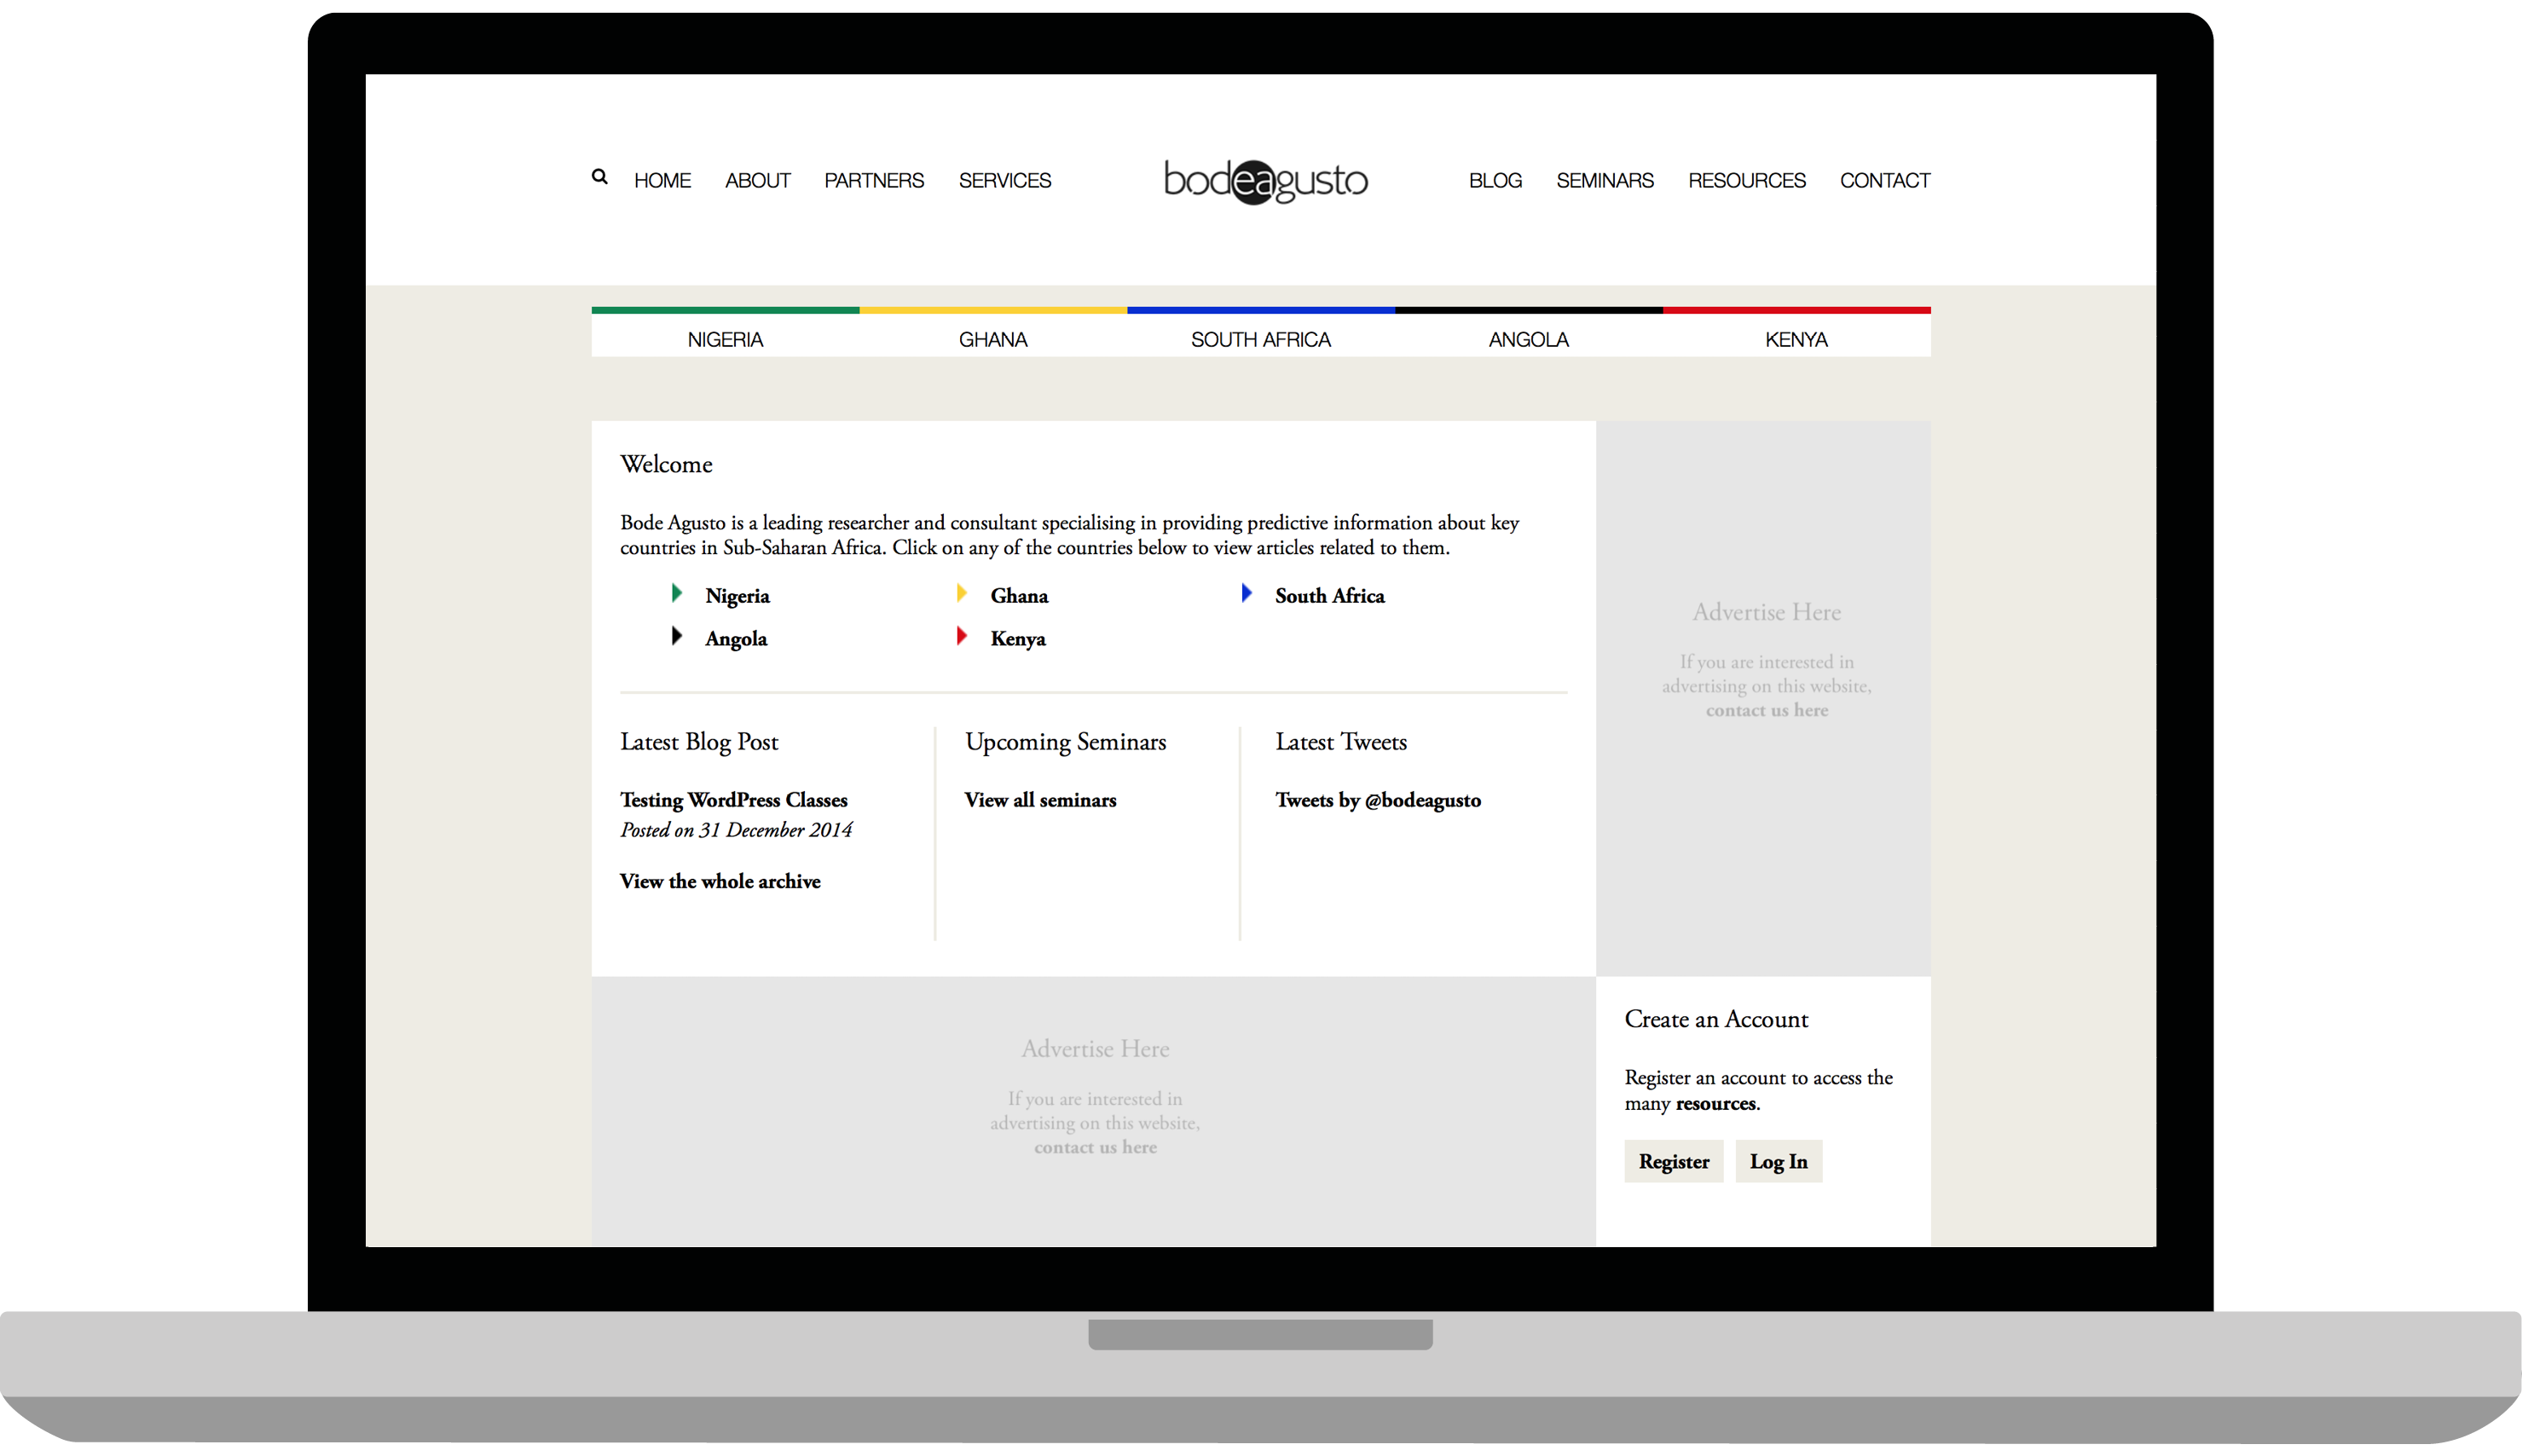 HOME ABOUT PARTNERS SERVICES bodeagusto BLOG SEMINARS RESOURCES CONTACT
NIGERIA GHANA SOUTH AFRICA ANGOLA KENYA
Welcome
Bode Agusto is a leading researcher and consultant specialising in providing predictive information about key
countries in Sub-Saharan Africa. Click on any of the countries below to view articles related to them.
Nigeria Ghana South Africa
Angola Kenya
Advertise Here
If you are interested in
advertising on this website,
contact us here
Latest Blog Post
Testing WordPress Classes
Posted on 31 December 2014
View the whole archive
Upcoming Seminars
View all seminars
Latest Tweets
Tweets by @bodeagusto
Advertise Here
If you are interested in
advertising on this website,
contact us here
Create an Account
Register an account to access the
many resources.
Register Log In